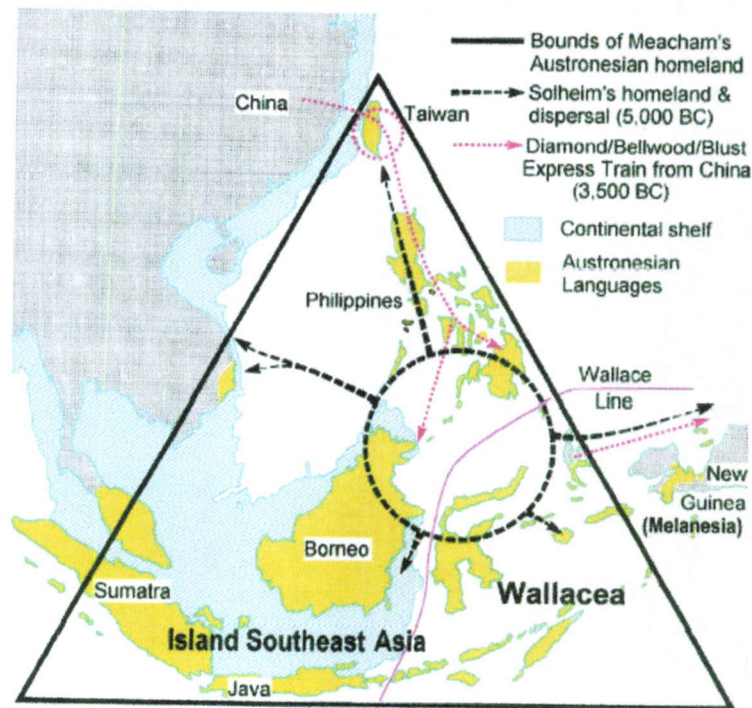 Bounds of Meacham's
Austronesian homeland
China
Taiwan
Solheim's homeland &
dispersal (5,000 BC)
Diamond/Bellwood/Blust
Express Train from China
(3,500 BC)
Continental shelf
Austronesian
Languages
Philippines
Wallace
Line
New
Guinea
(Melanesia)
Borneo
Sumatra
Wallacea
Island Southeast Asia
Java